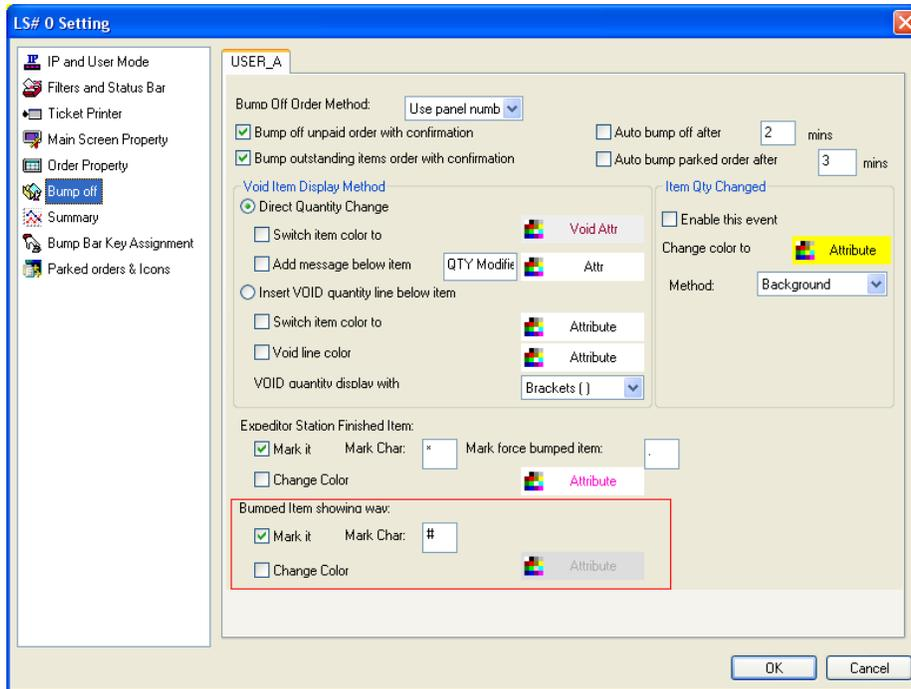 LS# 0 Setting
IP and User Mode
Filters and Status Bar
Ticket Printer
Main Screen Property
Order Property
Bump off
Summary
Bump Bar Key Assignment
Parked orders & Icons
USER_A
Bump Off Order Method: Use panel numb
Bump off unpaid order with confirmation
Auto bump off after 2 mins
Bump outstanding items order with confirmation
Auto bump parked order after 3 mins
Void Item Display Method
Direct Quantity Change
Switch item color to Void Attr
Add message below item QTY Modifie Attr
Insert VOID quantity line below item
Switch item color to Attribute
Void line color Attribute
VOID quantity display with Brackets ( )
Item Qty Changed
Enable this event
Change color to Attribute
Method: Background
Expeditor Station Finished Item:
Mark it Mark Char: * Mark force bumped item: .
Change Color Attribute
Bumped Item showing way:
Mark it Mark Char: #
Change Color Attribute
OK Cancel